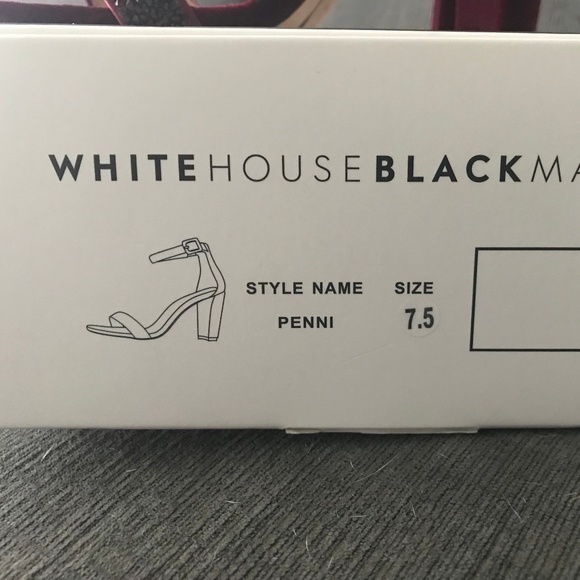 WHITEHOUSEBLACKMA
STYLE NAME SIZE
PENNI 7.5